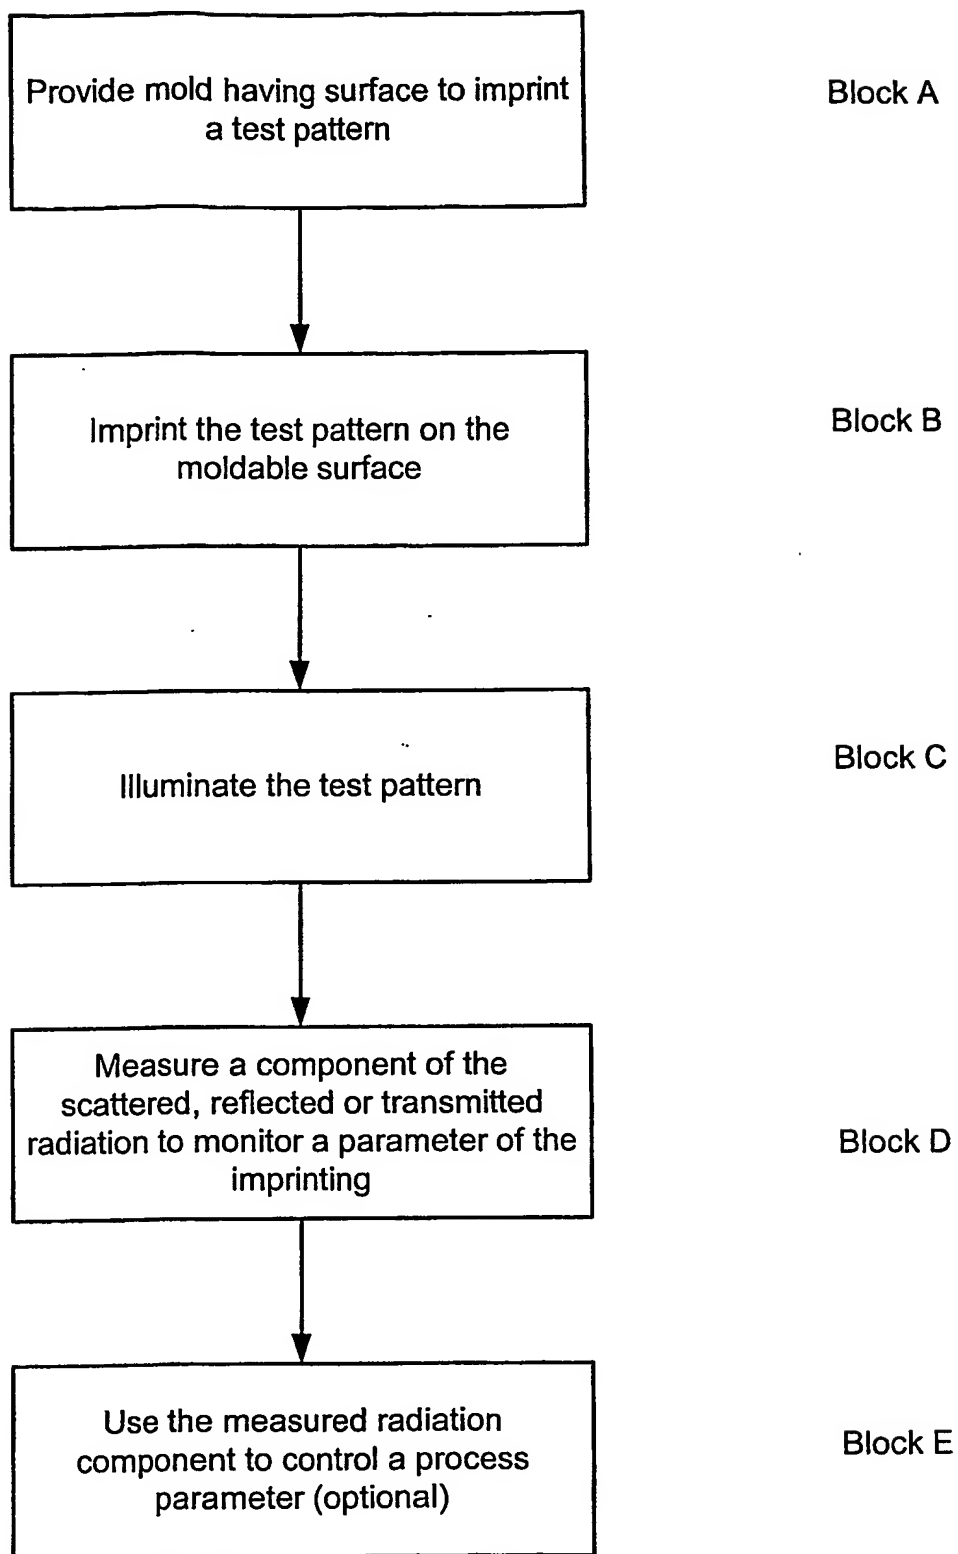 Provide mold having surface to imprint
a test pattern
Block A
Imprint the test pattern on the
moldable surface
Block B
Illuminate the test pattern
Block C
Measure a component of the
scattered, reflected or transmitted
radiation to monitor a parameter of the
imprinting
Block D
Use the measured radiation
component to control a process
parameter (optional)
Block E